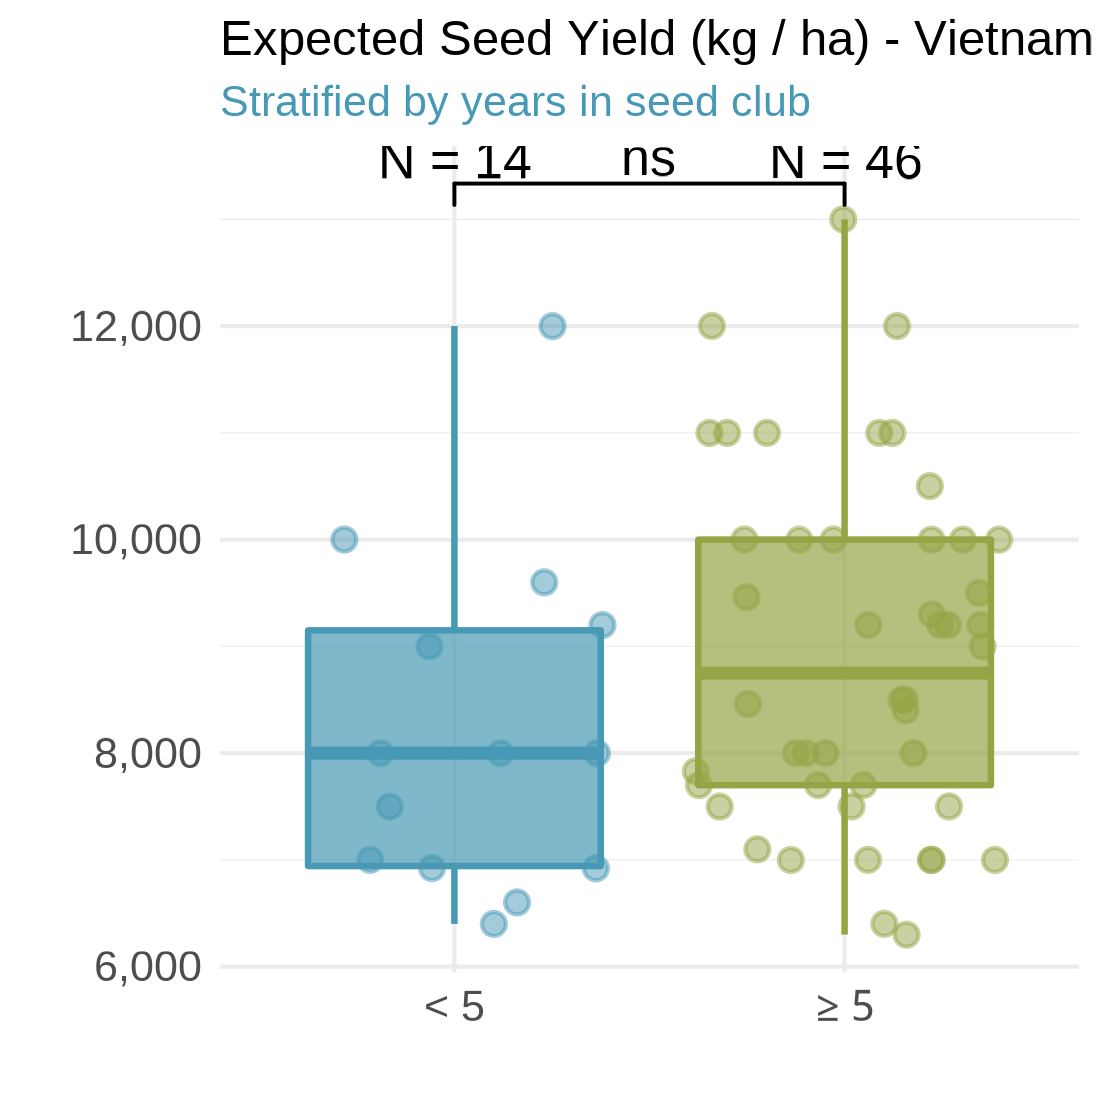 Expected Seed Yield (kg / ha) - Vietnam
Stratified by years in seed club
N = 14 ns N = 46
12,000
10,000
8,000
6,000
< 5 ≥ 5